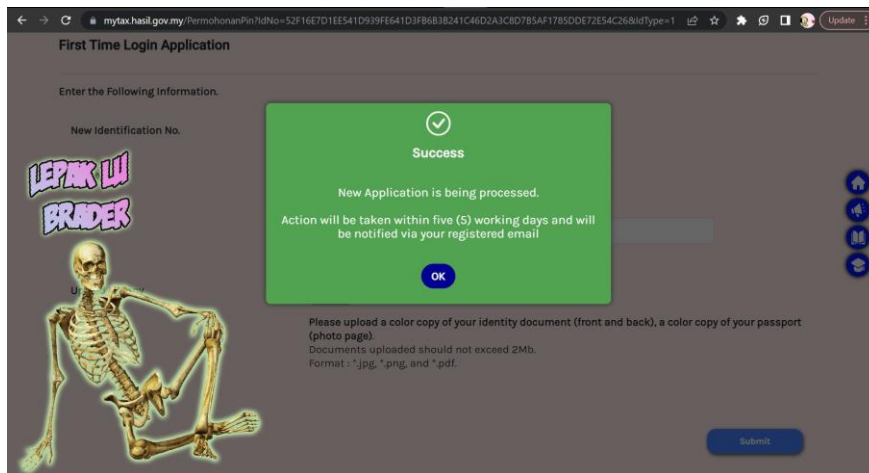 mytax.hasil.gov.my/PermohonanPin?IdNo=52F16E7D1EE541D939FE641D3FB6B3B241C46D2A3C8D7B5AF1785DDE72E54C26&IdType=1
Update
First Time Login Application
Enter the Following Information.
New Identification No.
LEPAK LU
BRADER
Success
New Application is being processed.
Action will be taken within five (5) working days and will
be notified via your registered email
OK
Please upload a color copy of your identity document (front and back), a color copy of your passport
(photo page).
Documents uploaded should not exceed 2Mb.
Format : *.jpg, *.png, and *.pdf.
Submit